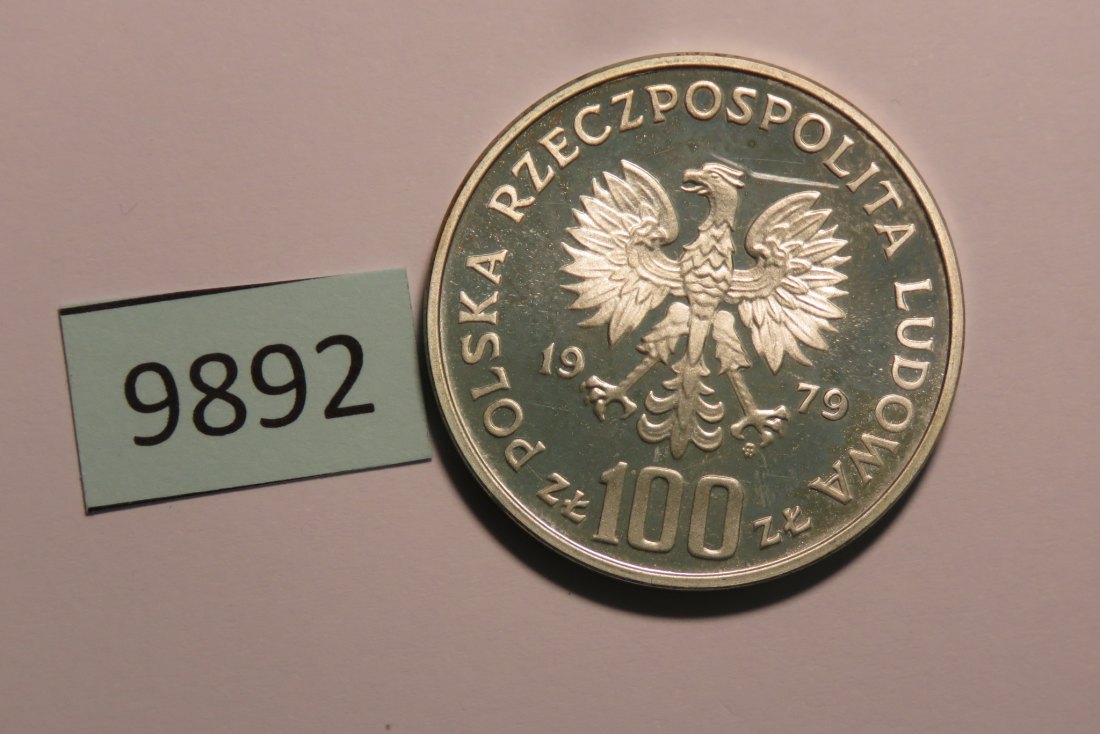 9892
POLSKA RZECZPOSPOLITA LUDOWA
19 79
ZŁ 100 ZŁ